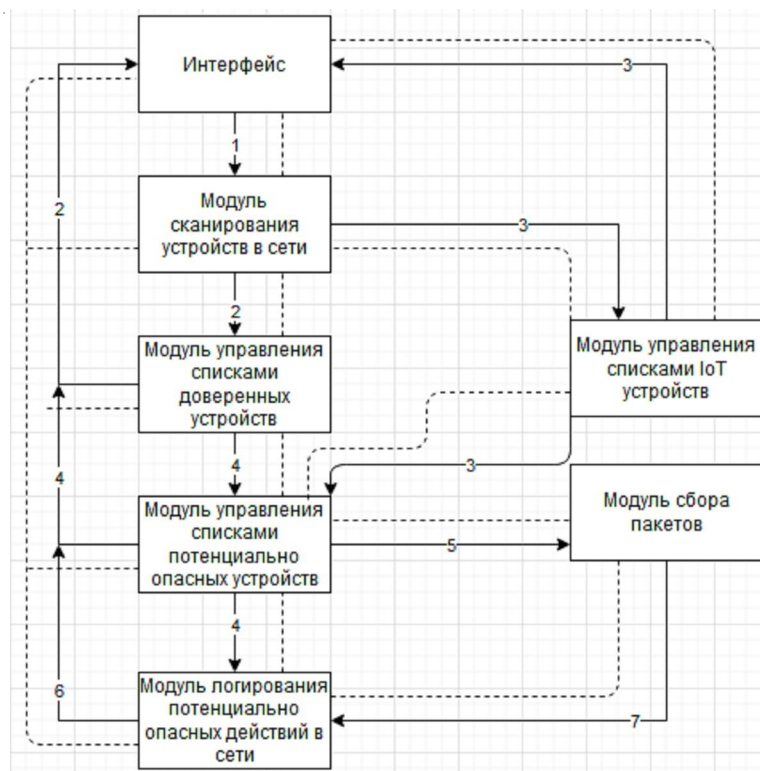 Интерфейс
3
1
2
Модуль
сканирования
устройств в сети
3
2
Модуль управления
списками
доверенных
устройств
Модуль управления
списками IoT
устройств
4
4
3
Модуль управления
списками
потенциально
опасных устройств
Модуль сбора
пакетов
5
4
6
Модуль логирования
потенциально
опасных действий в
сети
7